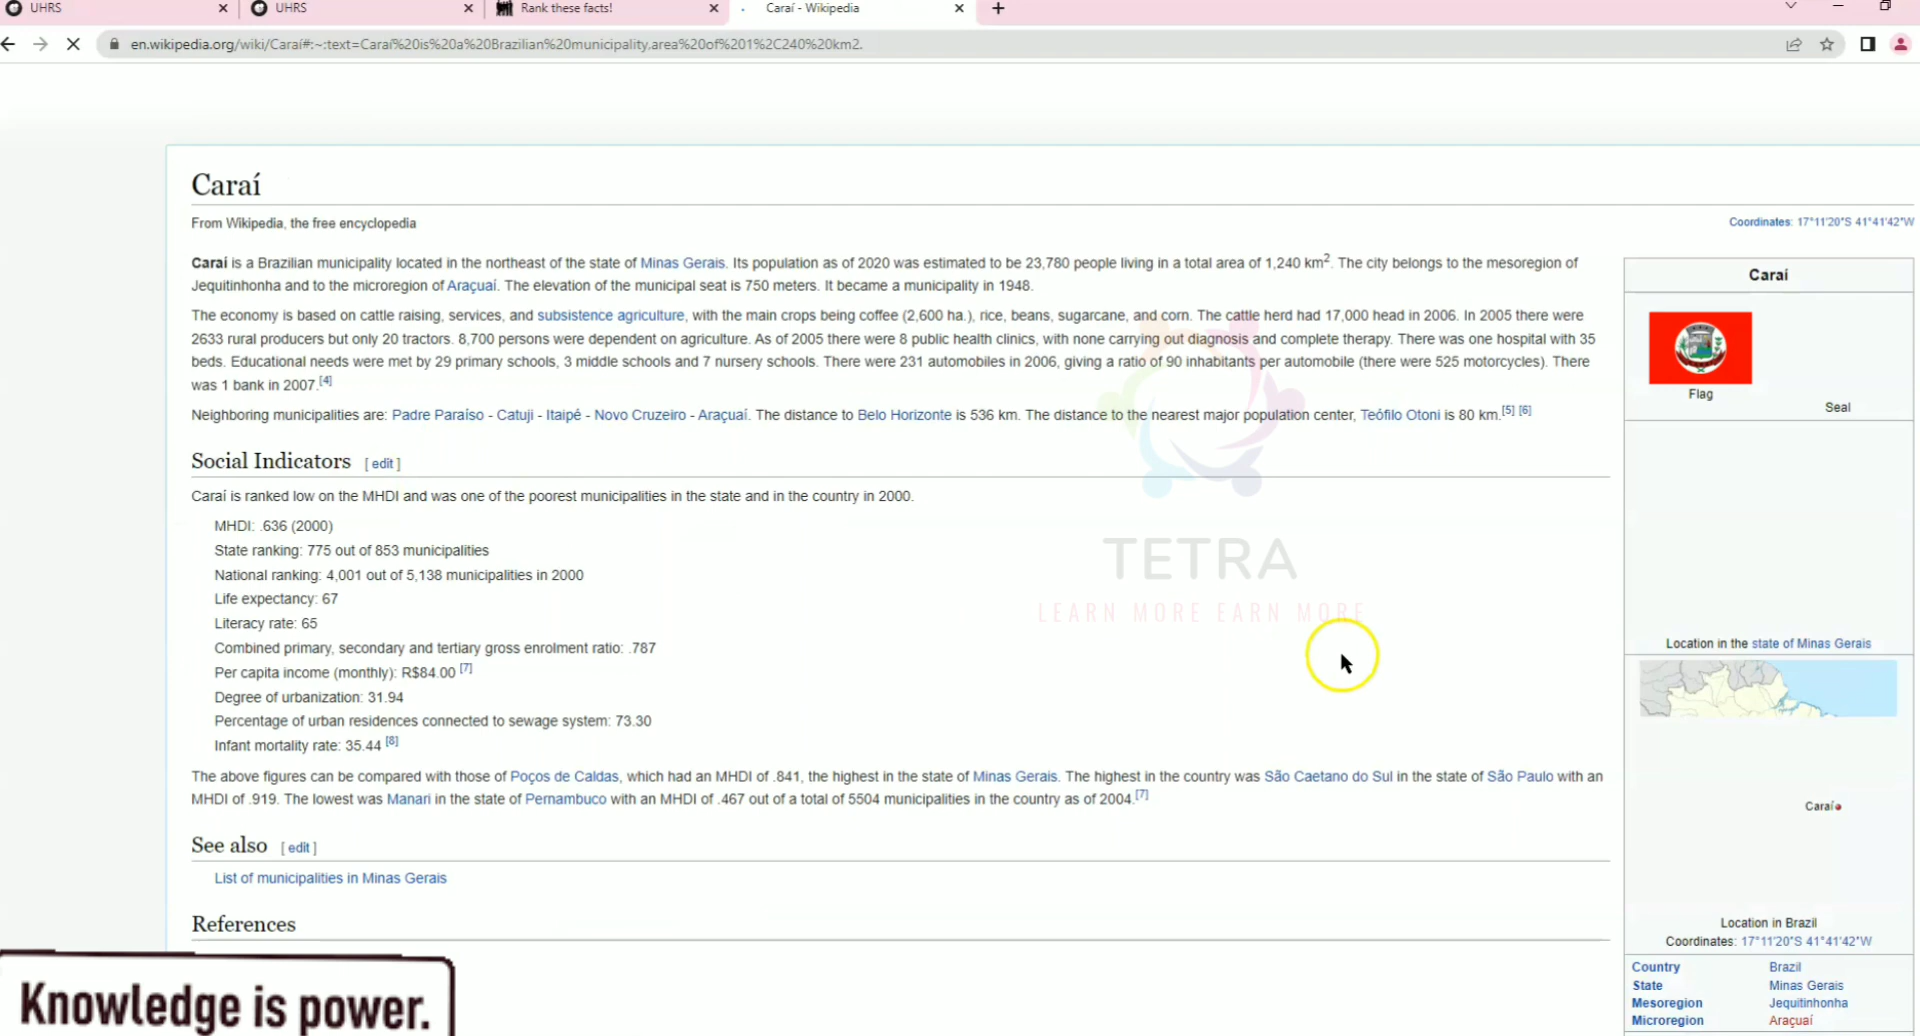 UHRS
UHRS
Rank these facts!
Caraí - Wikipedia
en.wikipedia.org/wiki/Caraí#:~:text=Caraí%20is%20a%20Brazilian%20municipality,area%20of%201%2C240%20km2.
Caraí
From Wikipedia, the free encyclopedia
Coordinates: 17°11'20"S 41°41'42"W
Caraí is a Brazilian municipality located in the northeast of the state of Minas Gerais. Its population as of 2020 was estimated to be 23,780 people living in a total area of 1,240 km2. The city belongs to the mesoregion of
Jequitinhonha and to the microregion of Araçuaí. The elevation of the municipal seat is 750 meters. It became a municipality in 1948.
The economy is based on cattle raising, services, and subsistence agriculture, with the main crops being coffee (2,600 ha.), rice, beans, sugarcane, and corn. The cattle herd had 17,000 head in 2006. In 2005 there were
2633 rural producers but only 20 tractors. 8,700 persons were dependent on agriculture. As of 2005 there were 8 public health clinics, with none carrying out diagnosis and complete therapy. There was one hospital with 35
beds. Educational needs were met by 29 primary schools, 3 middle schools and 7 nursery schools. There were 231 automobiles in 2006, giving a ratio of 90 inhabitants per automobile (there were 525 motorcycles). There
was 1 bank in 2007.[4]
Neighboring municipalities are: Padre Paraíso - Catuji - Itaipé - Novo Cruzeiro - Araçuaí. The distance to Belo Horizonte is 536 km. The distance to the nearest major population center, Teófilo Otoni is 80 km.[5] [6]
Social Indicators [ edit ]
Caraí is ranked low on the MHDI and was one of the poorest municipalities in the state and in the country in 2000.
MHDI: .636 (2000)
State ranking: 775 out of 853 municipalities
National ranking: 4,001 out of 5,138 municipalities in 2000
Life expectancy: 67
Literacy rate: 65
Combined primary, secondary and tertiary gross enrolment ratio: .787
Per capita income (monthly): R$84.00 [7]
Degree of urbanization: 31.94
Percentage of urban residences connected to sewage system: 73.30
Infant mortality rate: 35.44 [8]
The above figures can be compared with those of Poços de Caldas, which had an MHDI of .841, the highest in the state of Minas Gerais. The highest in the country was São Caetano do Sul in the state of São Paulo with an
MHDI of .919. The lowest was Manari in the state of Pernambuco with an MHDI of .467 out of a total of 5504 municipalities in the country as of 2004.[7]
See also [ edit ]
List of municipalities in Minas Gerais
References
Caraí
Flag
Seal
Location in the state of Minas Gerais
Caraí
Location in Brazil
Coordinates: 17°11'20"S 41°41'42"W
Country Brazil
State Minas Gerais
Mesoregion Jequitinhonha
Microregion Araçuaí
TETRA
LEARN MORE EARN MORE
Knowledge is power.